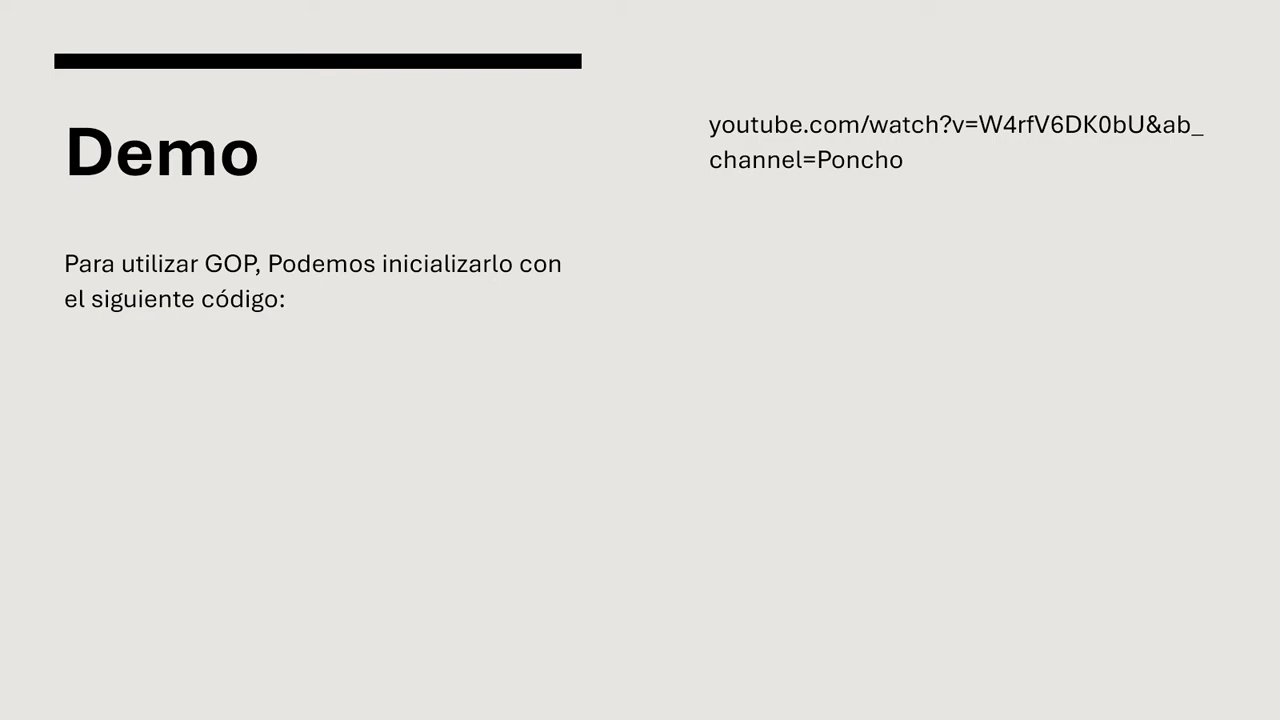 Demo
Para utilizar GOP, Podemos inicializarlo con
el siguiente código:
youtube.com/watch?v=W4rfV6DK0bU&ab_
channel=Poncho